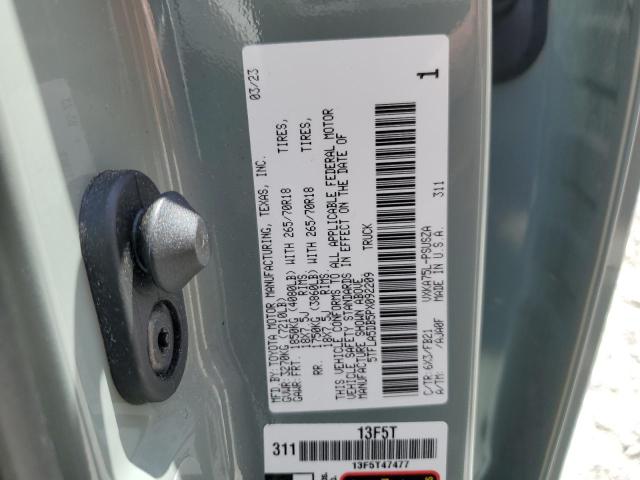 MFD.BY:TOYOTA MOTOR MANUFACTURING, TEXAS, INC. 03/23
GVWR: 3270KG (7210LB)
GAWR:FRT. 1850KG (4080LB) WITH 265/70R18 TIRES,
18X7.5J RIMS,
RR. 1750KG (3860LB) WITH 265/70R18 TIRES,
18X7.5J RIMS,
THIS VEHICLE CONFORMS TO ALL APPLICABLE FEDERAL MOTOR
VEHICLE SAFETY STANDARDS IN EFFECT ON THE DATE OF
MANUFACTURE SHOWN ABOVE.
5TFLA5DB5PX092209 TRUCK
1
C/TR: 6X3/FB21 VXKA75L-PSUSZA 311
A/TM: /AJA0F MADE IN U.S.A.
13F5T
311
13F5T47477